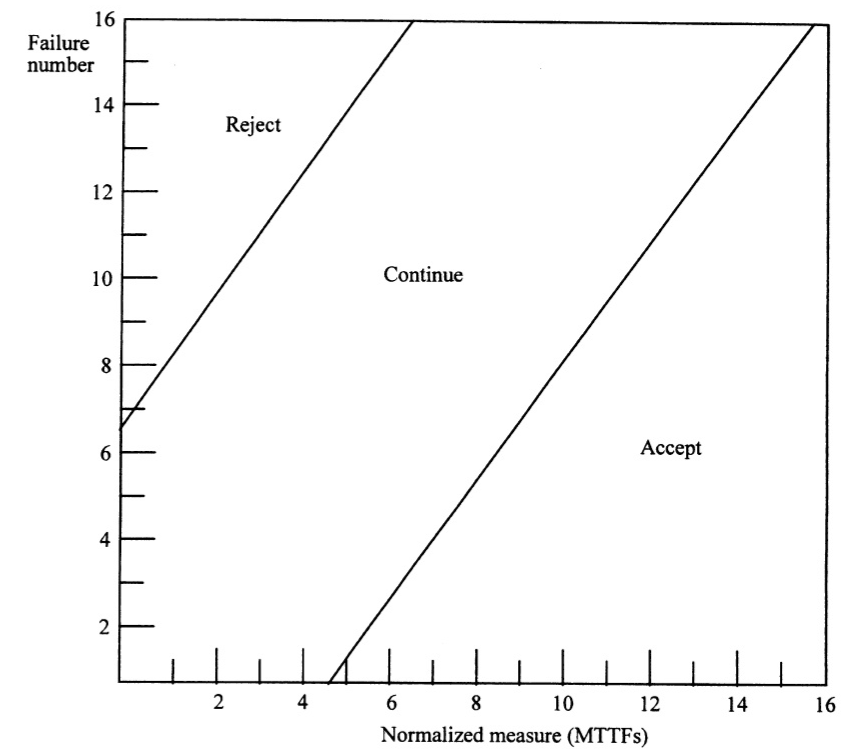 16
Failure
number
14
Reject
12
10
Continue
8
6
Accept
4
2
2 4 6 8 10 12 14 16
Normalized measure (MTTFs)